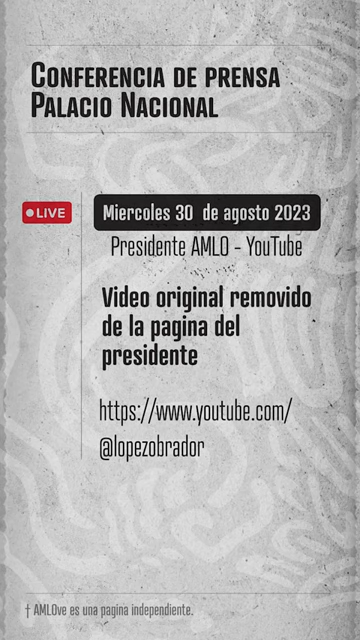 CONFERENCIA DE PRENSA
PALACIO NACIONAL
LIVE
Miercoles 30 de agosto 2023
Presidente AMLO - YouTube
Video original removido
de la pagina del
presidente
https://www.youtube.com/
@lopezobrador
† AMLOve es una pagina independiente.